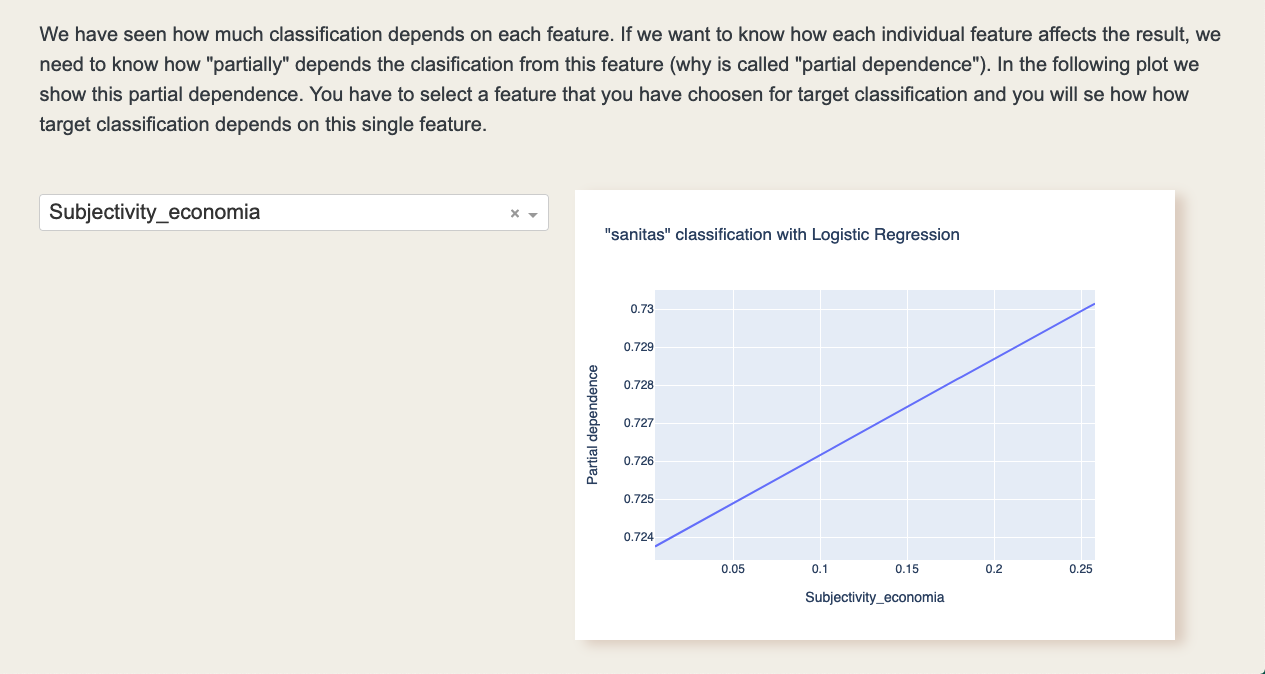 We have seen how much classification depends on each feature. If we want to know how each individual feature affects the result, we
need to know how "partially" depends the clasification from this feature (why is called "partial dependence"). In the following plot we
show this partial dependence. You have to select a feature that you have choosen for target classification and you will se how how
target classification depends on this single feature.
Subjectivity_economia
×
"sanitas" classification with Logistic Regression
Partial dependence
0.73
0.729
0.728
0.727
0.726
0.725
0.724
0.05 0.1 0.15 0.2 0.25
Subjectivity_economia